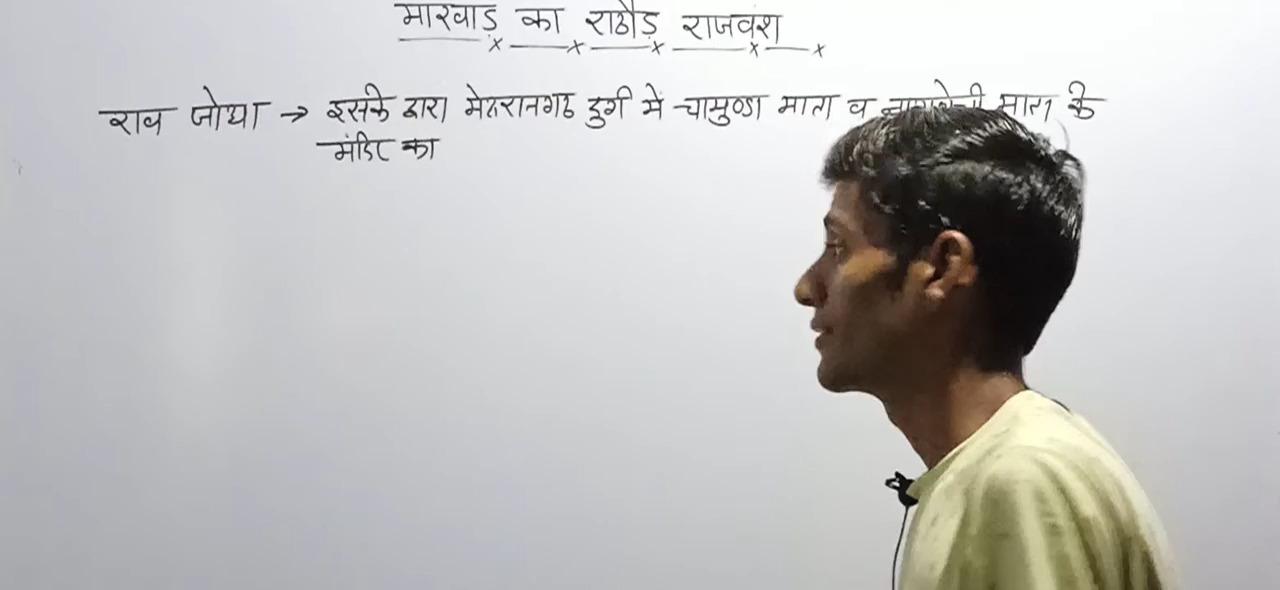 मारवाड़ का राठौड़ राजवंश
राव जोधा → इसके द्वारा मेहरानगढ दुर्ग में चामुण्डा माता व माता के
मंदिर का